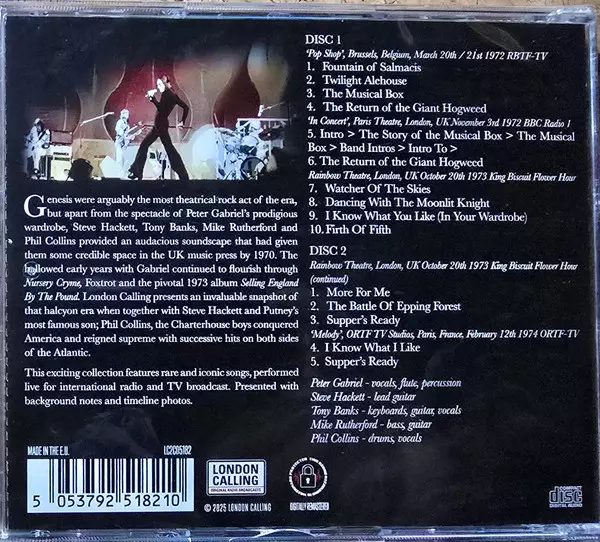 DISC 1
'Pop Shop', Brussels, Belgium, March 20th / 21st 1972 RBTF-TV
1. Fountain of Salmacis
2. Twilight Alehouse
3. The Musical Box
4. The Return of the Giant Hogweed
'In Concert', Paris Theatre, London, UK November 3rd 1972 BBC Radio 1
5. Intro > The Story of the Musical Box > The Musical
Box > Band Intros > Intro To >
6. The Return of the Giant Hogweed
Rainbow Theatre, London, UK October 20th 1973 King Biscuit Flower Hour
7. Watcher Of The Skies
8. Dancing With The Moonlit Knight
9. I Know What You Like (In Your Wardrobe)
10. Firth Of Fifth
DISC 2
Rainbow Theatre, London, UK October 20th 1973 King Biscuit Flower Hour
(continued)
1. More For Me
2. The Battle Of Epping Forest
3. Supper's Ready
'Melody', ORTF TV Studios, Paris, France, February 12th 1974 ORTF-TV
4. I Know What I Like
5. Supper's Ready
Peter Gabriel - vocals, flute, percussion
Steve Hackett - lead guitar
Tony Banks - keyboards, guitar, vocals
Mike Rutherford - bass, guitar
Phil Collins - drums, vocals
Genesis were arguably the most theatrical rock act of the era,
but apart from the spectacle of Peter Gabriel's prodigious
wardrobe, Steve Hackett, Tony Banks, Mike Rutherford and
Phil Collins provided an audacious soundscape that had given
them some credible space in the UK music press by 1970. The
hallowed early years with Gabriel continued to flourish through
Nursery Cryme, Foxtrot and the pivotal 1973 album Selling England
By The Pound. London Calling presents an invaluable snapshot of
that halcyon era when together with Steve Hackett and Putney's
most famous son; Phil Collins, the Charterhouse boys conquered
America and reigned supreme with successive hits on both sides
of the Atlantic.
This exciting collection features rare and iconic songs, performed
live for international radio and TV broadcast. Presented with
background notes and timeline photos.
MADE IN THE E.U.
LC2CD5182
5 053792 518210
LONDON
CALLING
ORIGINAL RADIO BROADCASTS
© 2025 LONDON CALLING
DIGITALLY REMASTERED
COMPACT
disc
DIGITAL AUDIO